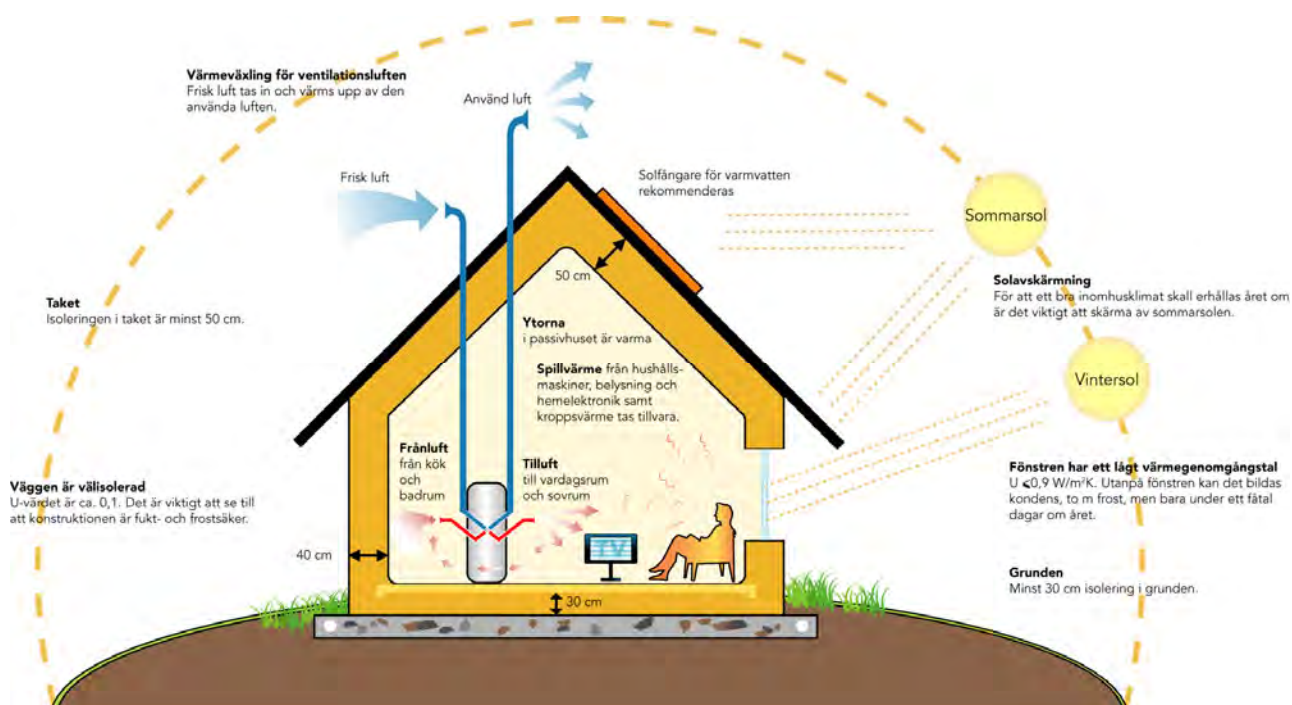 Värmeväxling för ventilationsluften
Frisk luft tas in och värms upp av den
använda luften.
Använd luft
Frisk luft
Solfångare för varmvatten
rekommenderas
Sommarsol
50 cm
Solavskärmning
För att ett bra inomhusklimat skall erhållas året om,
är det viktigt att skärma av sommarsolen.
Taket
Isoleringen i taket är minst 50 cm.
Ytorna
i passivhuset är varma
Spillvärme från hushålls-
maskiner, belysning och
hemelektronik samt
kroppsvärme tas tillvara.
Vintersol
Frånluft
från kök
och
badrum
Tilluft
till vardagsrum
och sovrum
Väggen är välisolerad
U-värdet är ca. 0,1. Det är viktigt att se till
att konstruktionen är fukt- och frostsäker.
Fönstren har ett lågt värmegenomgångstal
U ⩽0,9 W/m²K. Utanpå fönstren kan det bildas
kondens, to m frost, men bara under ett fåtal
dagar om året.
40 cm
TV
Grunden
Minst 30 cm isolering i grunden.
30 cm